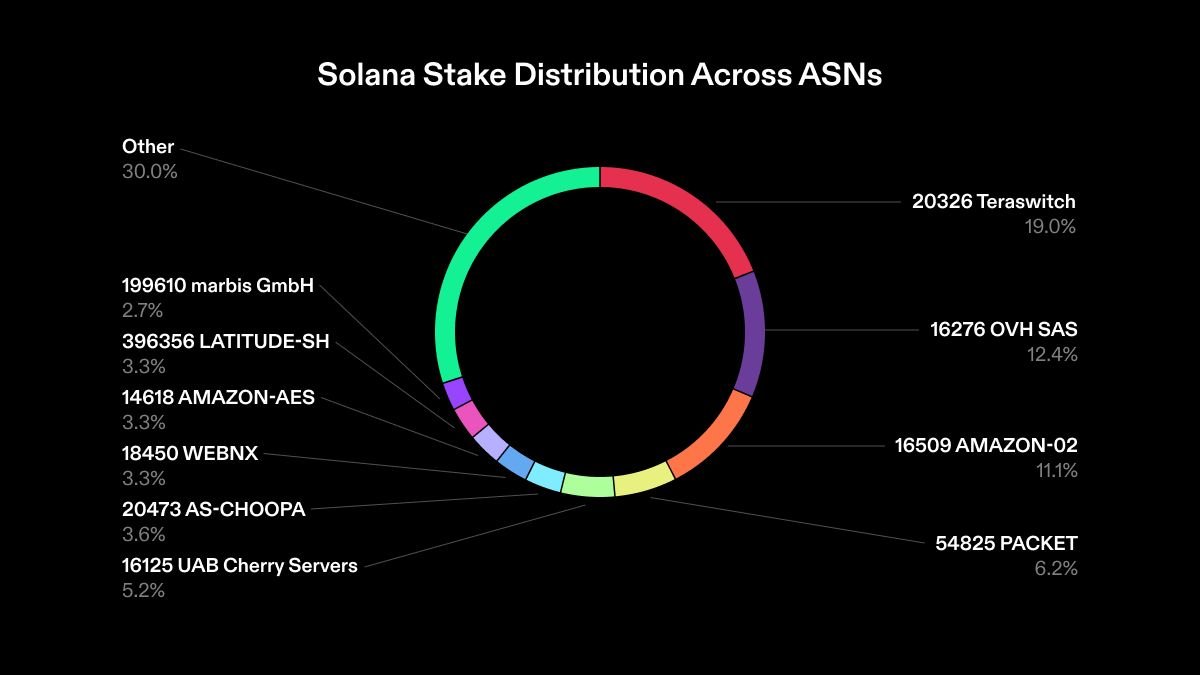 Solana Stake Distribution Across ASNs
Other
30.0%
199610 marbis GmbH
2.7%
396356 LATITUDE-SH
3.3%
14618 AMAZON-AES
3.3%
18450 WEBNX
3.3%
20473 AS-CHOOPA
3.6%
16125 UAB Cherry Servers
5.2%
20326 Teraswitch
19.0%
16276 OVH SAS
12.4%
16509 AMAZON-02
11.1%
54825 PACKET
6.2%